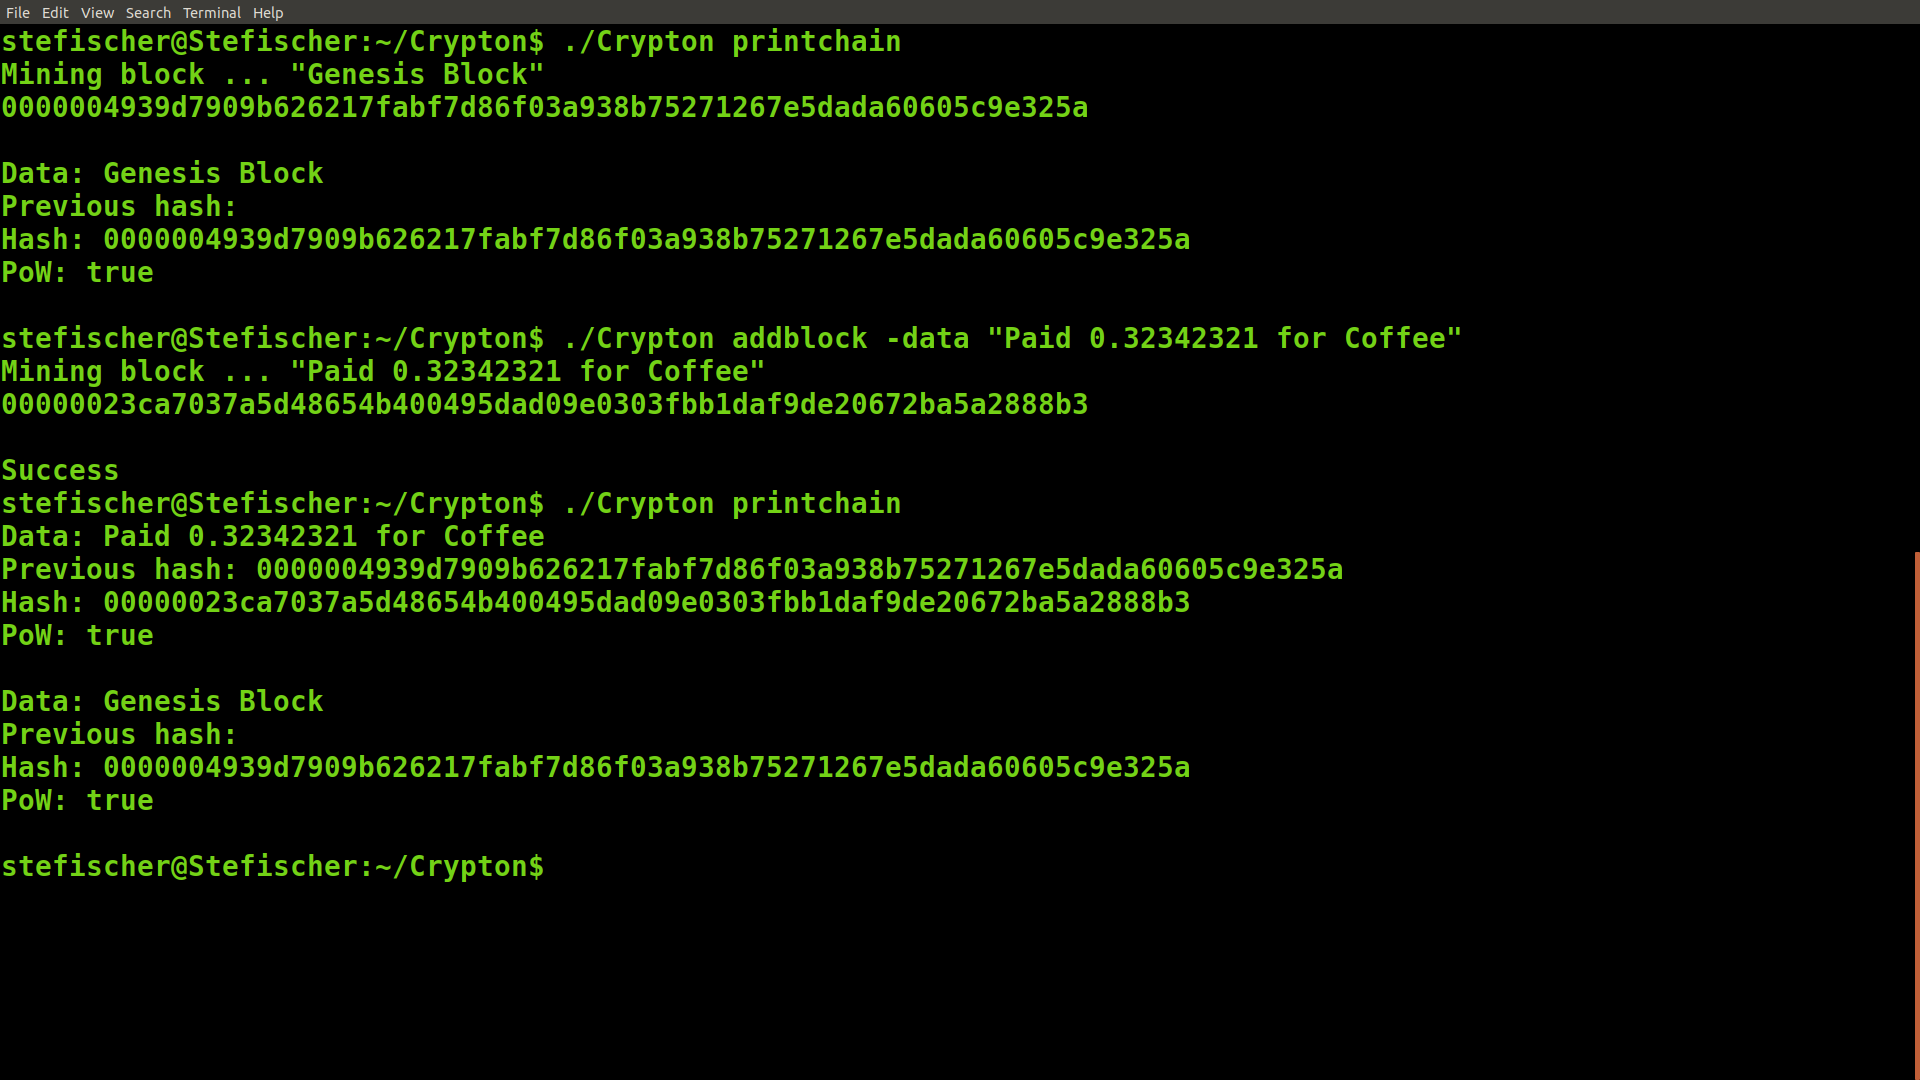 File Edit View Search Terminal Help
stefischer@Stefischer:~/Crypton$ ./Crypton printchain
Mining block ... "Genesis Block"
0000004939d7909b626217fabf7d86f03a938b75271267e5dada60605c9e325a
Data: Genesis Block
Previous hash:
Hash: 0000004939d7909b626217fabf7d86f03a938b75271267e5dada60605c9e325a
PoW: true
stefischer@Stefischer:~/Crypton$ ./Crypton addblock -data "Paid 0.32342321 for Coffee"
Mining block ... "Paid 0.32342321 for Coffee"
00000023ca7037a5d48654b400495dad09e0303fbb1daf9de20672ba5a2888b3
Success
stefischer@Stefischer:~/Crypton$ ./Crypton printchain
Data: Paid 0.32342321 for Coffee
Previous hash: 0000004939d7909b626217fabf7d86f03a938b75271267e5dada60605c9e325a
Hash: 00000023ca7037a5d48654b400495dad09e0303fbb1daf9de20672ba5a2888b3
PoW: true
Data: Genesis Block
Previous hash:
Hash: 0000004939d7909b626217fabf7d86f03a938b75271267e5dada60605c9e325a
PoW: true
stefischer@Stefischer:~/Crypton$